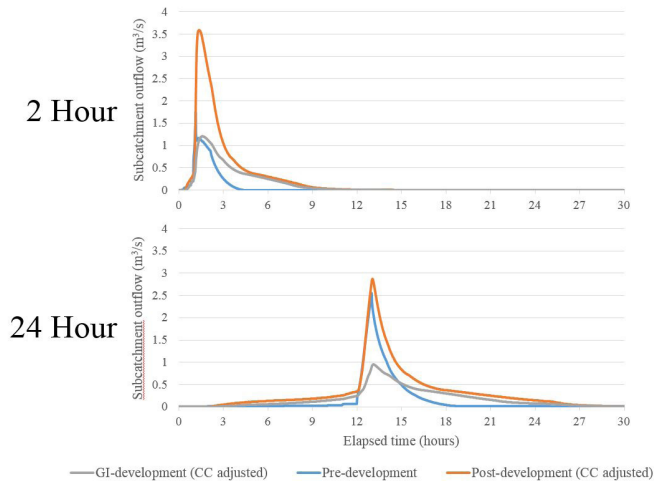 2 Hour
Subcatchment outflow (m³/s)
4
3.5
3
2.5
2
1.5
1
0.5
0
0 3 6 9 12 15 18 21 24 27 30
24 Hour
Subcatchment outflow (m³/s)
4
3.5
3
2.5
2
1.5
1
0.5
0
0 3 6 9 12 15 18 21 24 27 30
Elapsed time (hours)
GI-development (CC adjusted) Pre-development Post-development (CC adjusted)